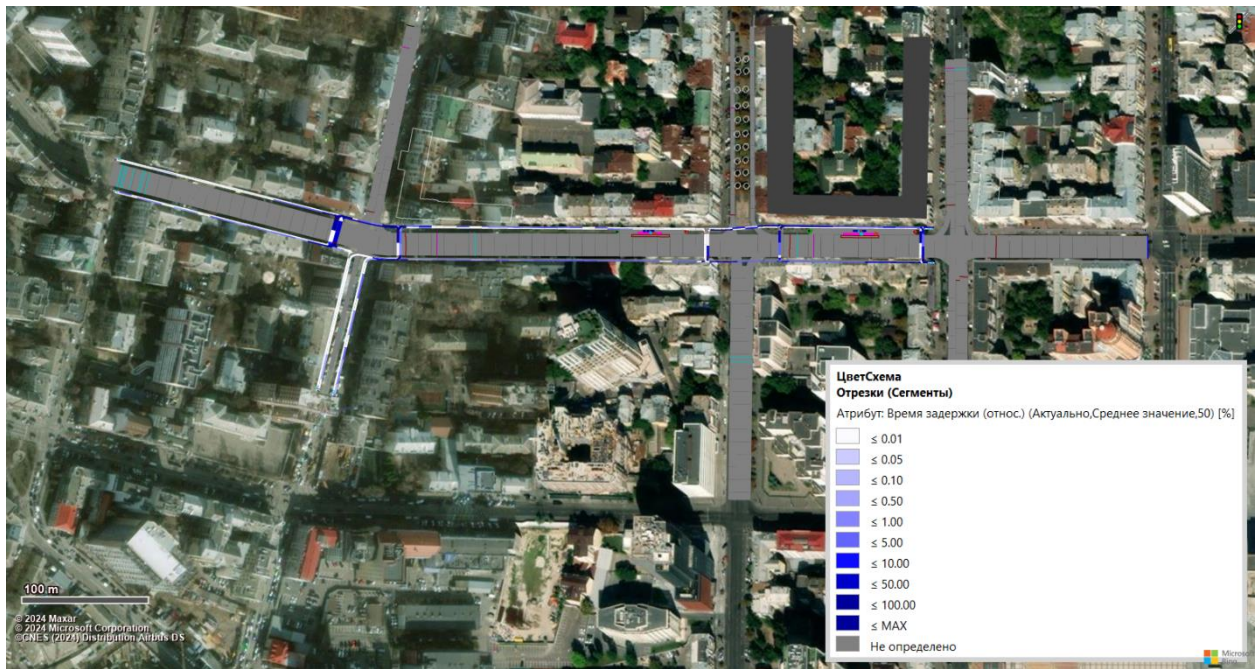 ЦветСхема
Отрезки (Сегменты)
Атрибут: Время задержки (относ.) (Актуально,Среднее значение,50) [%]
≤ 0.01
≤ 0.05
≤ 0.10
≤ 0.50
≤ 1.00
≤ 5.00
≤ 10.00
≤ 50.00
≤ 100.00
≤ MAX
Не определено
100 m
© 2024 Maxar
© 2024 Microsoft Corporation
©CNES (2024) Distribution Airbus DS
Microsoft